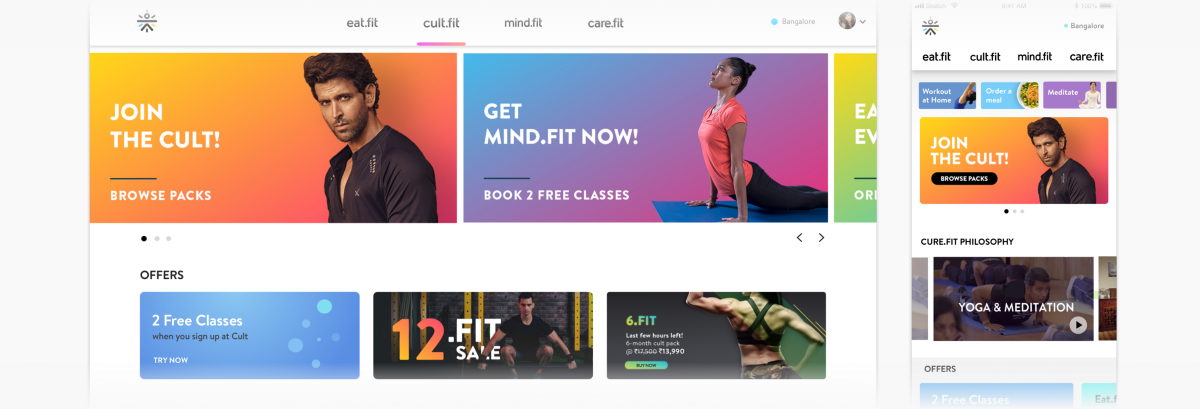 eat.fit
cult.fit
mind.fit
care.fit
Bangalore
JOIN
THE CULT!
BROWSE PACKS
GET
MIND.FIT NOW!
BOOK 2 FREE CLASSES
EA
EV
ORI
OFFERS
2 Free Classes
when you sign up at Cult
TRY NOW
12.FIT
SALE
6.FIT
Last few hours left!
6-month cult pack
@ ₹17,500 ₹13,990
BUY NOW
9:41 AM
100%
Bangalore
eat.fit
cult.fit
mind.fit
care.fit
Workout
at Home
Order a
meal
Meditate
JOIN
THE CULT!
BROWSE PACKS
CURE.FIT PHILOSOPHY
YOGA & MEDITATION
OFFERS
2 Free Classes
Eat.f